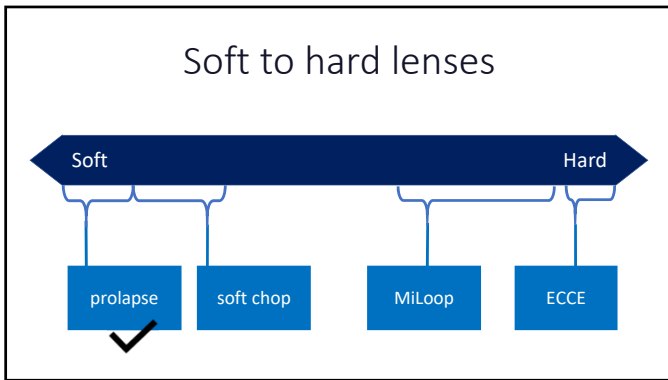 Soft to hard lenses
Soft
Hard
prolapse
soft chop
MiLoop
ECCE